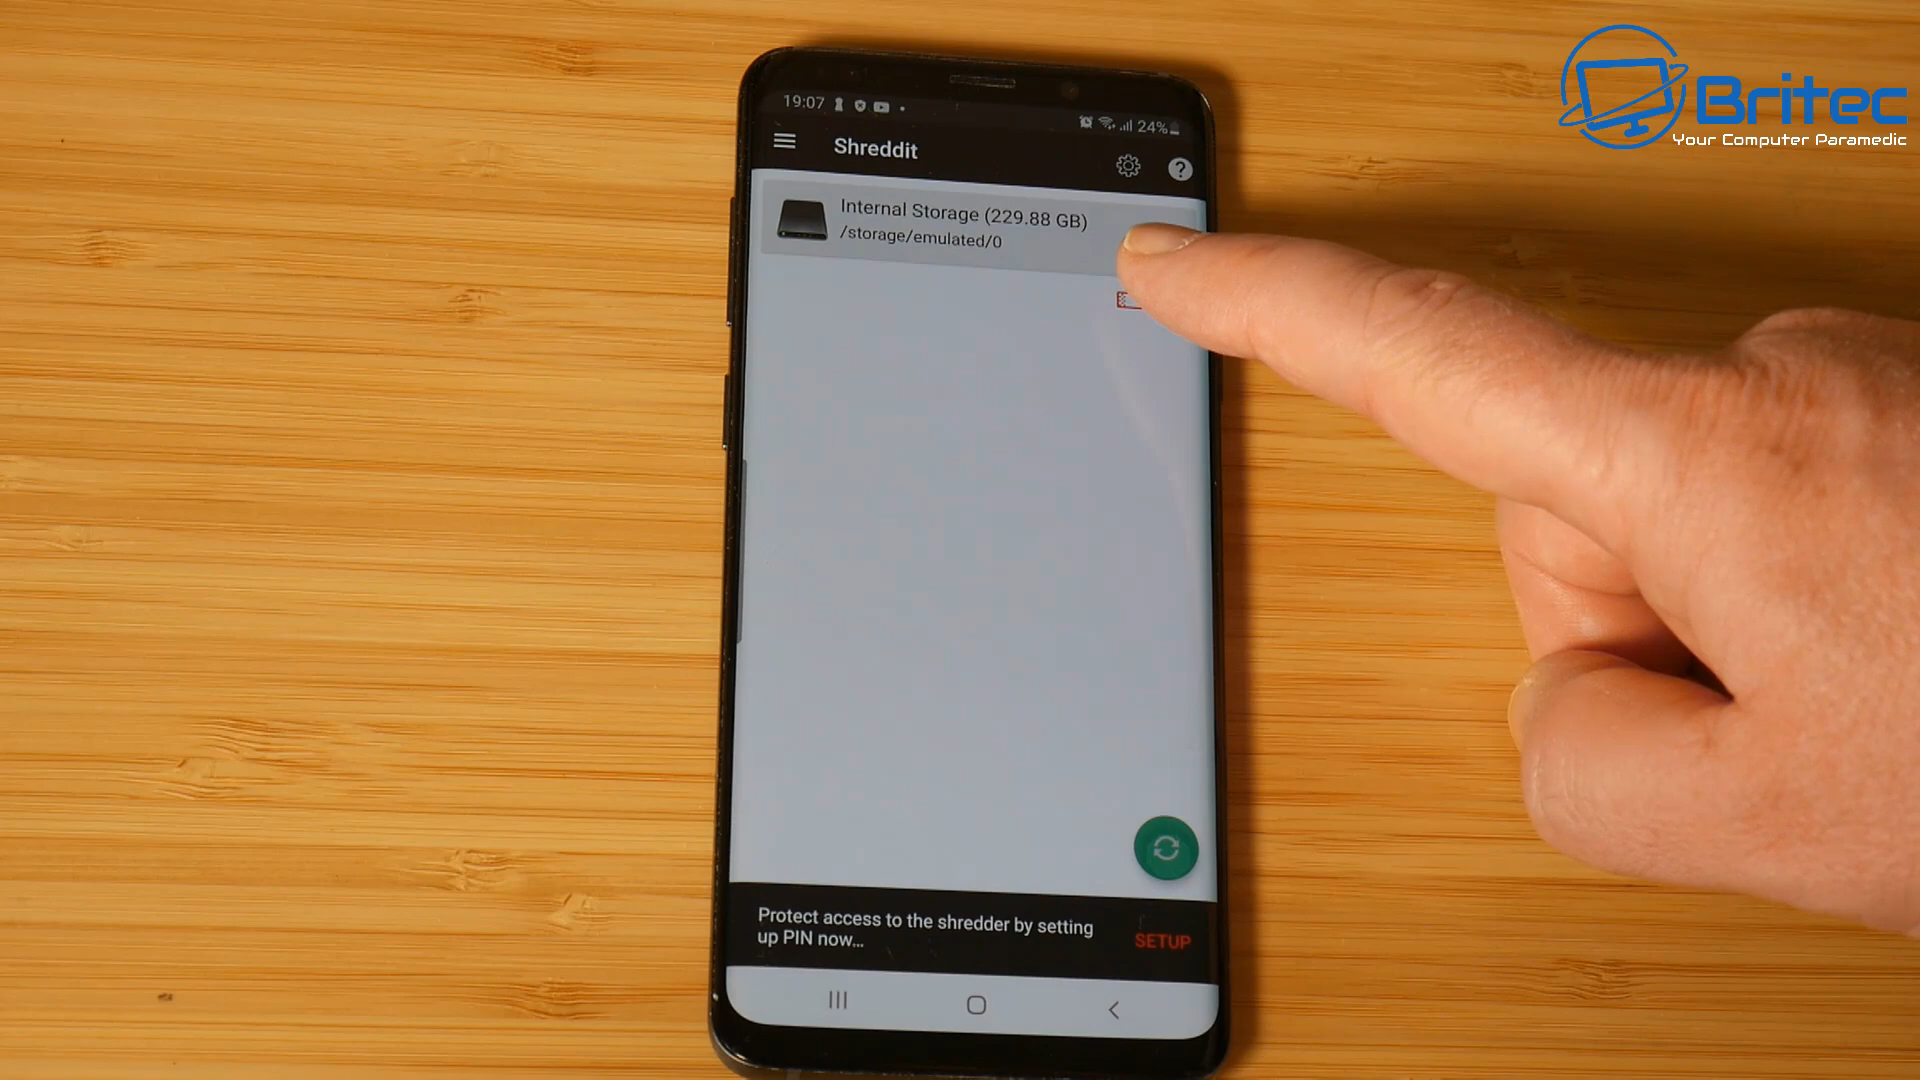 Britec
Your Computer Paramedic
19:07
24%
Shreddit
?
Internal Storage (229.88 GB)
/storage/emulated/0
Protect access to the shredder by setting
up PIN now...
SETUP